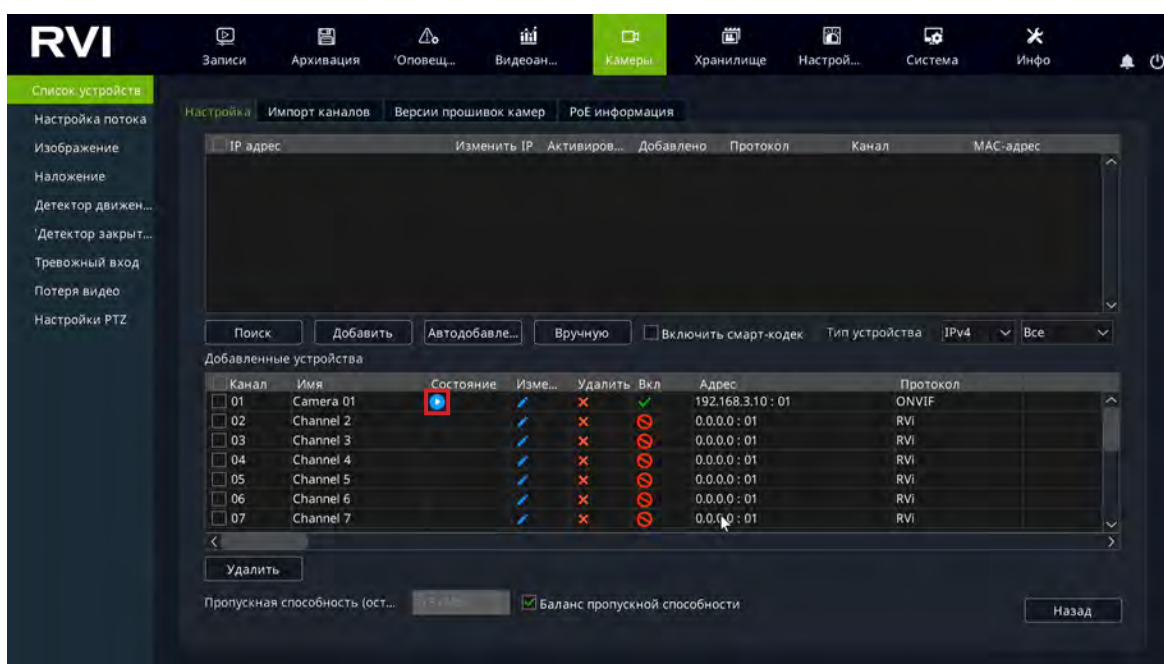 RVI
Записи Архивация 'Оповещ... Видеоан... Камеры Хранилище Настрой... Система Инфо
Список устройств
Настройка потока
Изображение
Наложение
Детектор движен...
'Детектор закрыт...
Тревожный вход
Потеря видео
Настройки PTZ
Настройка Импорт каналов Версии прошивок камер PoE информация
IP адрес Изменить IP Активиров... Добавлено Протокол Канал MAC-адрес
Поиск Добавить Автодобавле... Вручную Включить смарт-кодек Тип устройства IPv4 Все
Добавленные устройства
Канал Имя Состояние Изме... Удалить Вкл Адрес Протокол
01 Camera 01 192.168.3.10 : 01 ONVIF
02 Channel 2 0.0.0.0 : 01 RVi
03 Channel 3 0.0.0.0 : 01 RVi
04 Channel 4 0.0.0.0 : 01 RVi
05 Channel 5 0.0.0.0 : 01 RVi
06 Channel 6 0.0.0.0 : 01 RVi
07 Channel 7 0.0.0.0 : 01 RVi
Удалить
Пропускная способность (ост... Баланс пропускной способности
Назад